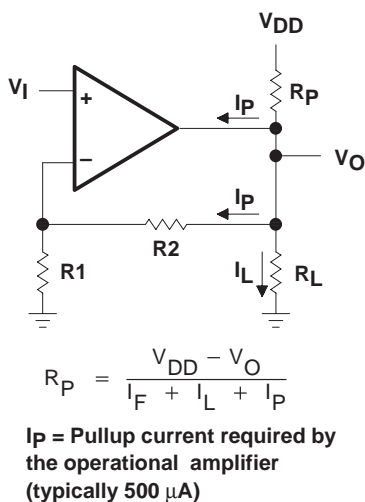 VDD
VI
+
IP
RP
−
VO
IP
R2
R1
IL
RL
RP = VDD − VO / IF + IL + IP
IP = Pullup current required by
the operational amplifier
(typically 500 μA)